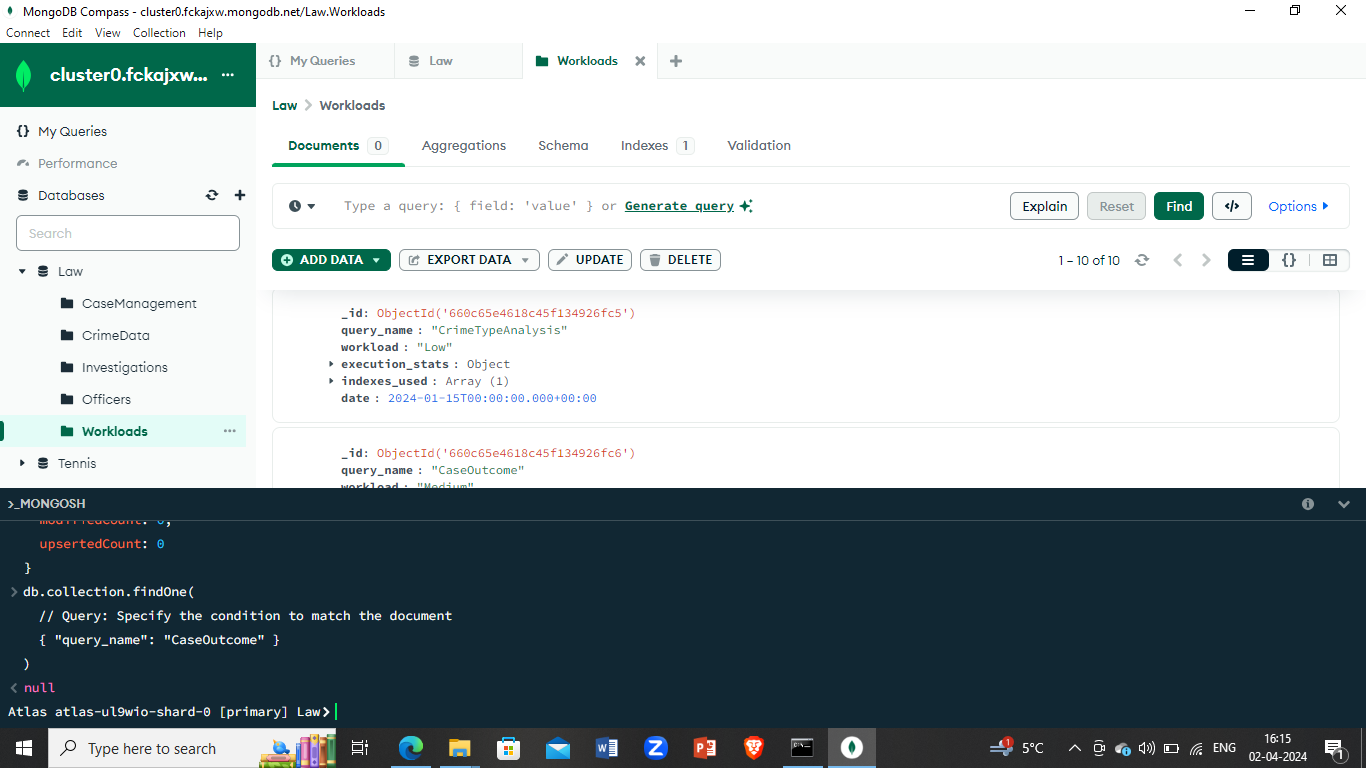 MongoDB Compass - cluster0.fckajxw.mongodb.net/Law.Workloads
Connect Edit View Collection Help
cluster0.fckajxw... ···
{} My Queries
Performance
Databases
Search
Law
CaseManagement
CrimeData
Investigations
Officers
Workloads ···
Tennis
{} My Queries Law Workloads
Law > Workloads
Documents 0 Aggregations Schema Indexes 1 Validation
Type a query: { field: 'value' } or Generate query Explain Reset Find </> Options
ADD DATA EXPORT DATA UPDATE DELETE 1 – 10 of 10 {}
_id: ObjectId('660c65e4618c45f134926fc5')
query_name : "CrimeTypeAnalysis"
workload : "Low"
execution_stats : Object
indexes_used : Array (1)
date : 2024-01-15T00:00:00.000+00:00
_id: ObjectId('660c65e4618c45f134926fc6')
query_name : "CaseOutcome"
workload : "Medium"
>_MONGOSH
modifiedCount: 0,
upsertedCount: 0
}
> db.collection.findOne(
// Query: Specify the condition to match the document
{ "query_name": "CaseOutcome" }
)
< null
Atlas atlas-ul9wio-shard-0 [primary] Law>
Type here to search
1
5°C
ENG
16:15
02-04-2024
1